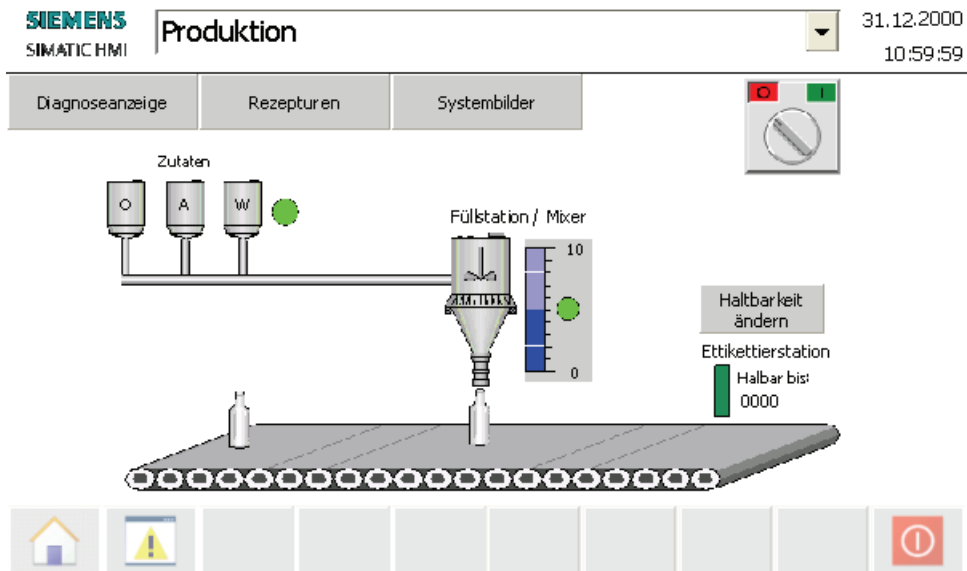 SIEMENS
SIMATIC HMI
Produktion
31.12.2000
10:59:59
Diagnoseanzeige
Rezepturen
Systembilder
O
I
Zutaten
O
A
W
Füllstation / Mixer
10
0
Haltbarkeit
ändern
Ettikettierstation
Halbar bis:
0000